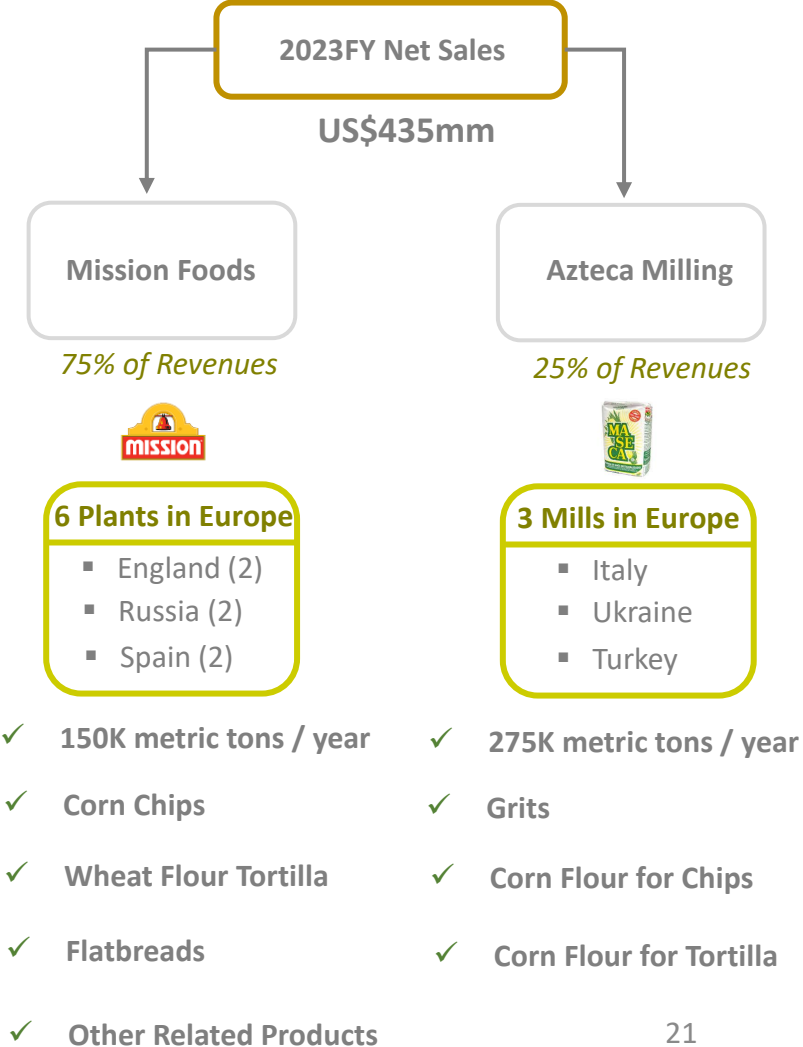 2023FY Net Sales
US$435mm
Mission Foods
75% of Revenues
MISSION
6 Plants in Europe
▪ England (2)
▪ Russia (2)
▪ Spain (2)
✓ 150K metric tons / year
✓ Corn Chips
✓ Wheat Flour Tortilla
✓ Flatbreads
✓ Other Related Products
Azteca Milling
25% of Revenues
MA
SE
CA
3 Mills in Europe
▪ Italy
▪ Ukraine
▪ Turkey
✓ 275K metric tons / year
✓ Grits
✓ Corn Flour for Chips
✓ Corn Flour for Tortilla
21